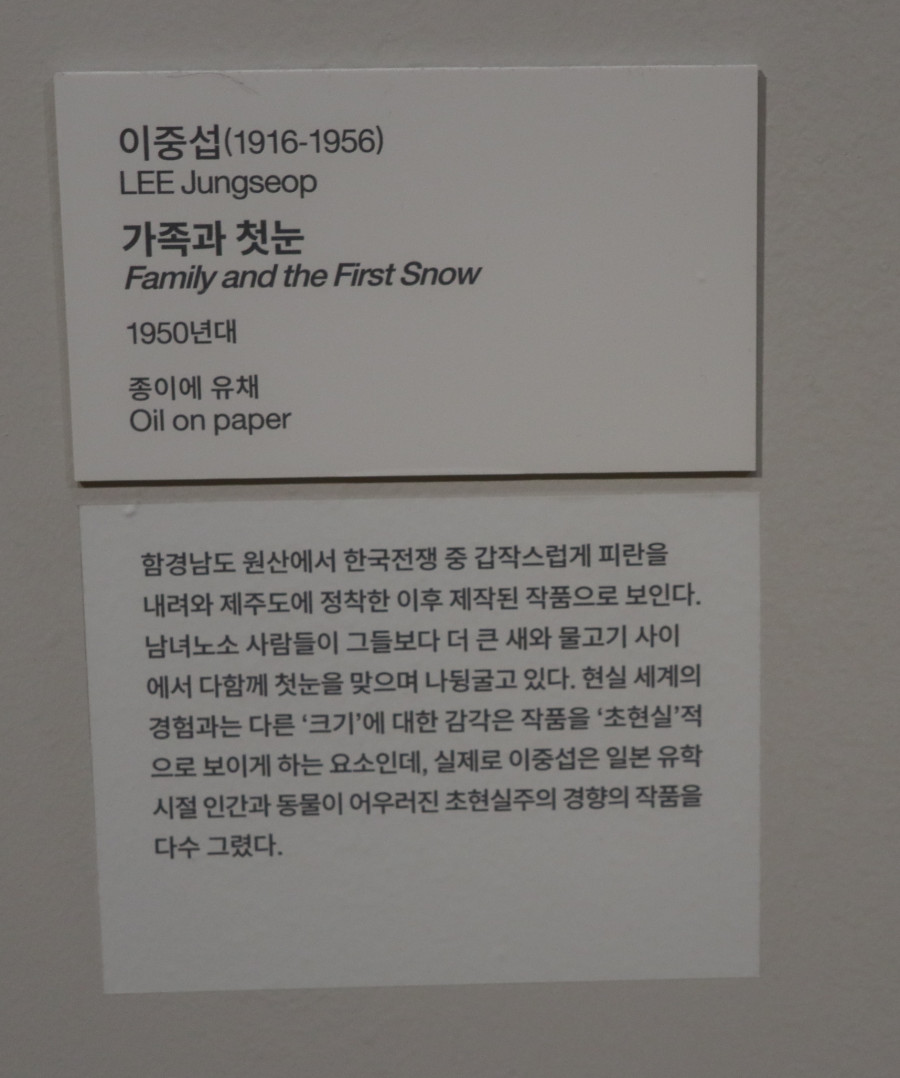 이중섭(1916-1956)
LEE Jungseop
가족과 첫눈
Family and the First Snow
1950년대
종이에 유채
Oil on paper
함경남도 원산에서 한국전쟁 중 갑작스럽게 피란을
내려와 제주도에 정착한 이후 제작된 작품으로 보인다.
남녀노소 사람들이 그들보다 더 큰 새와 물고기 사이
에서 다함께 첫눈을 맞으며 나뒹굴고 있다. 현실 세계의
경험과는 다른 ‘크기’에 대한 감각은 작품을 ‘초현실’적
으로 보이게 하는 요소인데, 실제로 이중섭은 일본 유학
시절 인간과 동물이 어우러진 초현실주의 경향의 작품을
다수 그렸다.